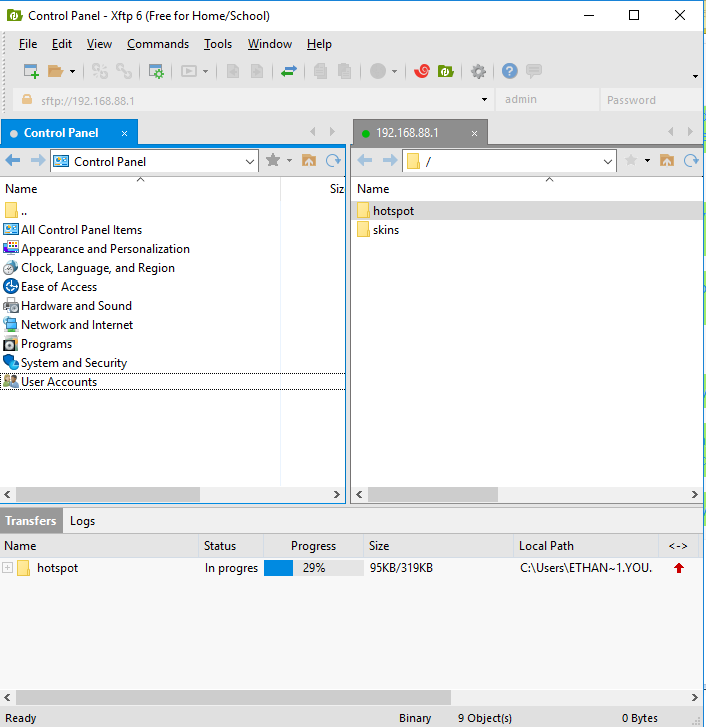 Control Panel - Xftp 6 (Free for Home/School)
File Edit View Commands Tools Window Help
sftp://192.168.88.1 admin Password
Control Panel × 192.168.88.1 ×
Control Panel /
Name Siz Name
.. hotspot
All Control Panel Items skins
Appearance and Personalization
Clock, Language, and Region
Ease of Access
Hardware and Sound
Network and Internet
Programs
System and Security
User Accounts
Transfers Logs
Name Status Progress Size Local Path <->
hotspot In progres 29% 95KB/319KB C:\Users\ETHAN~1.YOU.
Ready Binary 9 Object(s) 0 Bytes